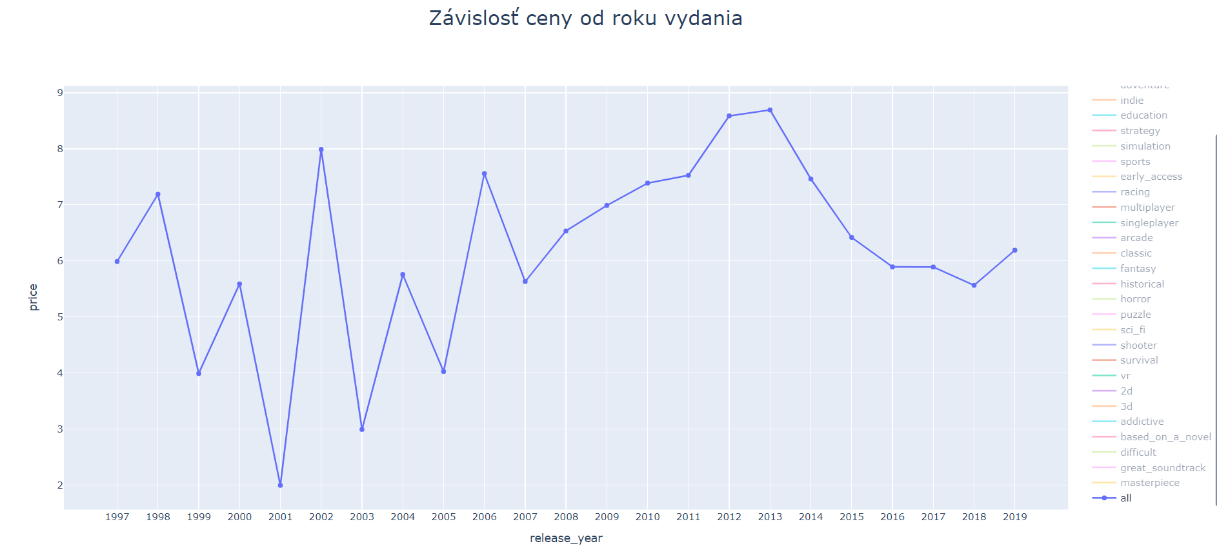 Závislosť ceny od roku vydania
9
8
7
6
5
4
3
2
price
1997 1998 1999 2000 2001 2002 2003 2004 2005 2006 2007 2008 2009 2010 2011 2012 2013 2014 2015 2016 2017 2018 2019
release_year
adventure
indie
education
strategy
simulation
sports
early_access
racing
multiplayer
singleplayer
arcade
classic
fantasy
historical
horror
puzzle
sci_fi
shooter
survival
vr
2d
3d
addictive
based_on_a_novel
difficult
great_soundtrack
masterpiece
all